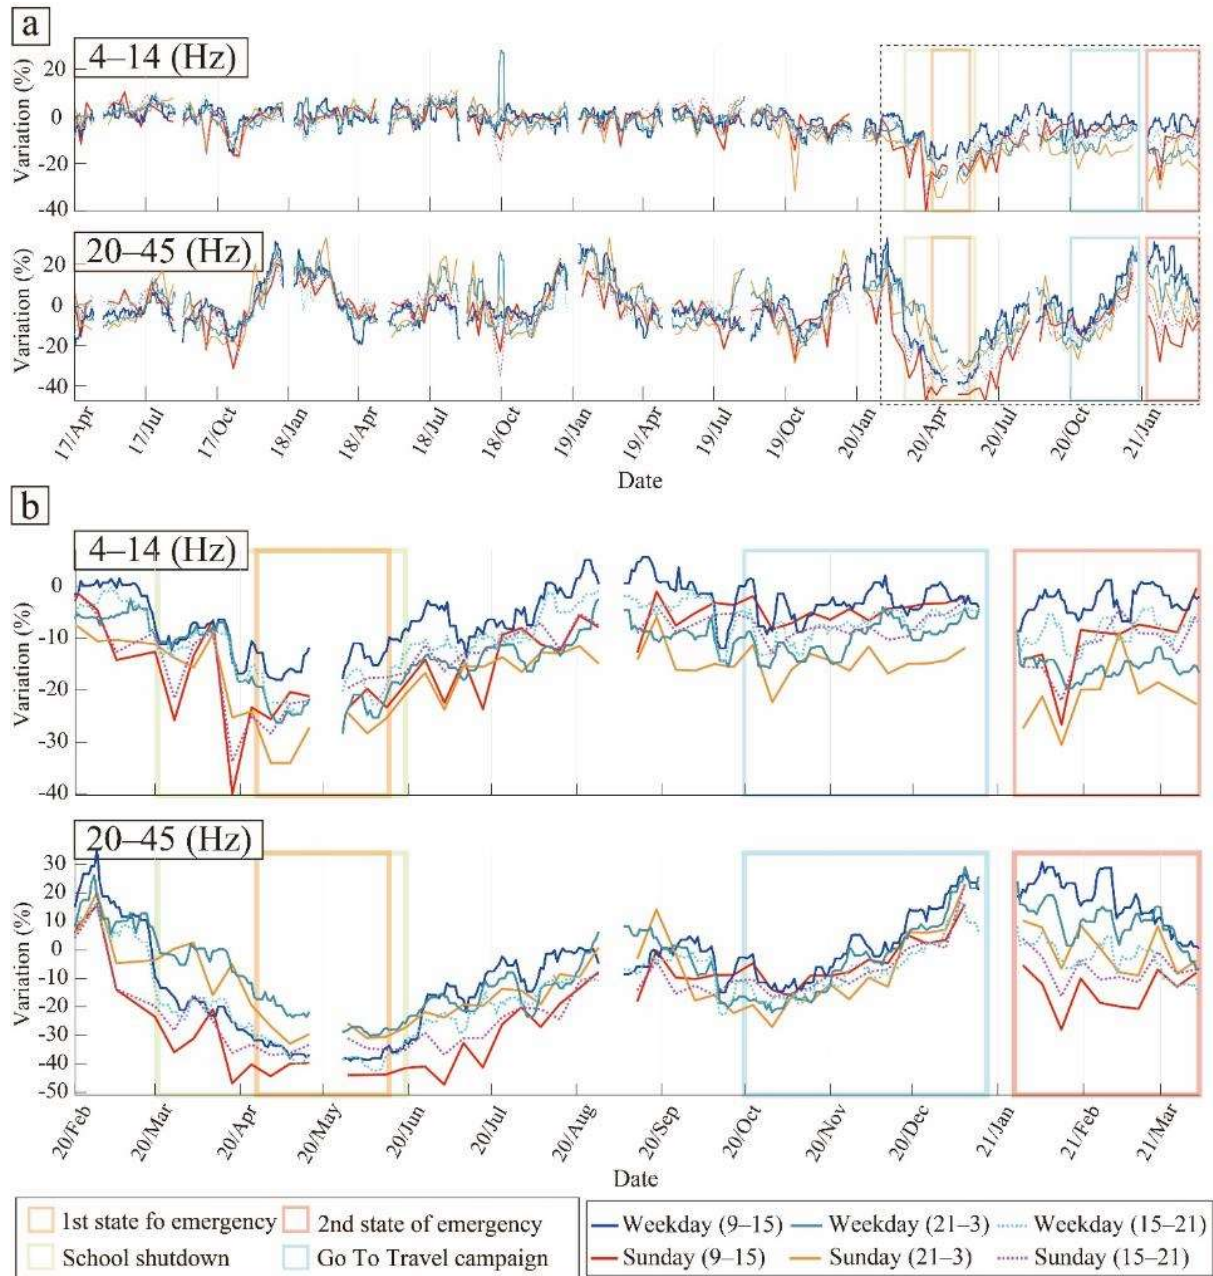 a
4–14 (Hz)
Variation (%)
20
0
-20
-40
20–45 (Hz)
Variation (%)
20
0
-20
-40
17/Apr
17/Jul
17/Oct
18/Jan
18/Apr
18/Jul
18/Oct
19/Jan
19/Apr
19/Jul
19/Oct
20/Jan
20/Apr
20/Jul
20/Oct
21/Jan
Date
b
4–14 (Hz)
Variation (%)
0
-10
-20
-30
-40
20–45 (Hz)
Variation (%)
30
20
10
0
-10
-20
-30
-40
-50
20/Feb
20/Mar
20/Apr
20/May
20/Jun
20/Jul
20/Aug
20/Sep
20/Oct
20/Nov
20/Dec
21/Jan
21/Feb
21/Mar
Date
1st state fo emergency
2nd state of emergency
School shutdown
Go To Travel campaign
Weekday (9–15)
Weekday (21–3)
Weekday (15–21)
Sunday (9–15)
Sunday (21–3)
Sunday (15–21)